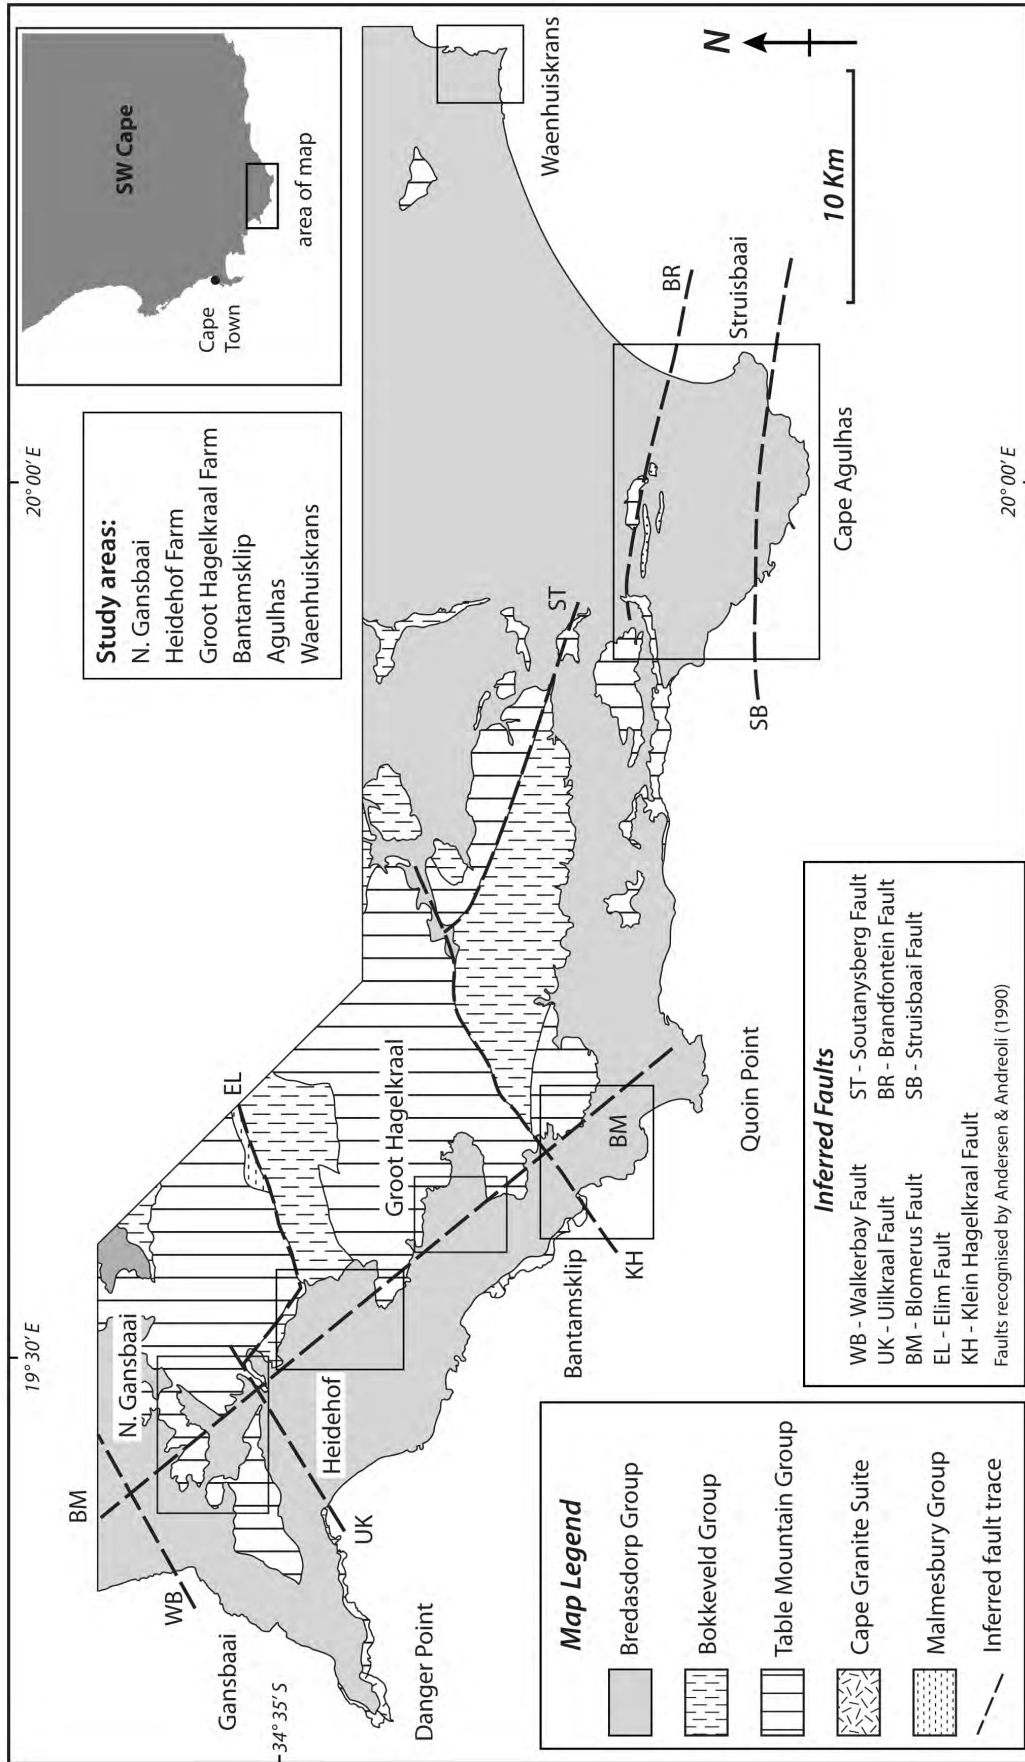 19° 30′ E
20° 00′ E
SW Cape
Cape
Town
area of map
Study areas:
N. Gansbaai
Heidehof Farm
Groot Hagelkraal Farm
Bantamsklip
Agulhas
Waenhuiskrans
N
10 Km
BM
N. Gansbaai
EL
WB
Gansbaai
34° 35′ S
Heidehof
Groot Hagelkraal
UK
Danger Point
ST
BM
Bantamsklip
KH
Quoin Point
SB
BR
Struisbaai
Cape Agulhas
Waenhuiskrans
Map Legend
Bredasdorp Group
Bokkeveld Group
Table Mountain Group
Cape Granite Suite
Malmesbury Group
Inferred fault trace
Inferred Faults
WB - Walkerbay Fault
UK - Uilkraal Fault
BM - Blomerus Fault
EL - Elim Fault
KH - Klein Hagelkraal Fault
ST - Soutanysberg Fault
BR - Brandfontein Fault
SB - Struisbaai Fault
Faults recognised by Andersen & Andreoli (1990)
20° 00′ E